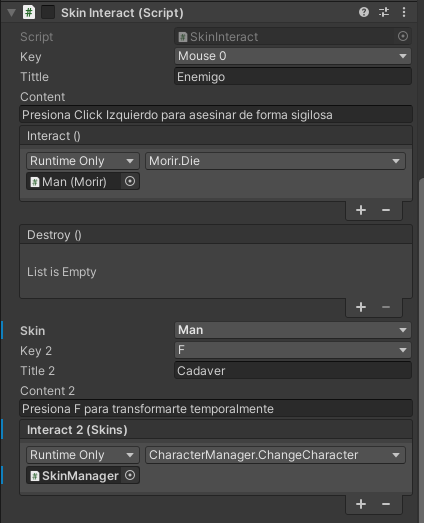 Skin Interact (Script)
Script SkinInteract
Key Mouse 0
Tittle Enemigo
Content
Presiona Click Izquierdo para asesinar de forma sigilosa
Interact ()
Runtime Only Morir.Die
Man (Morir)
+ −
Destroy ()
List is Empty
+ −
Skin Man
Key 2 F
Title 2 Cadaver
Content 2
Presiona F para transformarte temporalmente
Interact 2 (Skins)
Runtime Only CharacterManager.ChangeCharacter
SkinManager
+ −